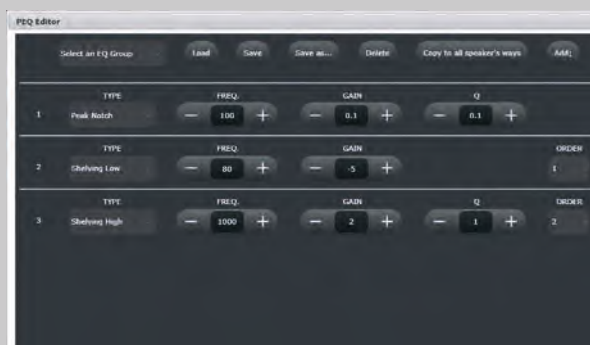 PEQ Editor
Select an EQ Group Load Save Save as... Delete Copy to all speaker's ways Add;
TYPE FREQ. GAIN Q
1 Peak Notch − 100 + − 0.1 + − 0.1 +
TYPE FREQ. GAIN ORDER
2 Shelving Low − 80 + − -5 + 1
TYPE FREQ. GAIN Q ORDER
3 Shelving High − 1000 + − 2 + − 1 + 2